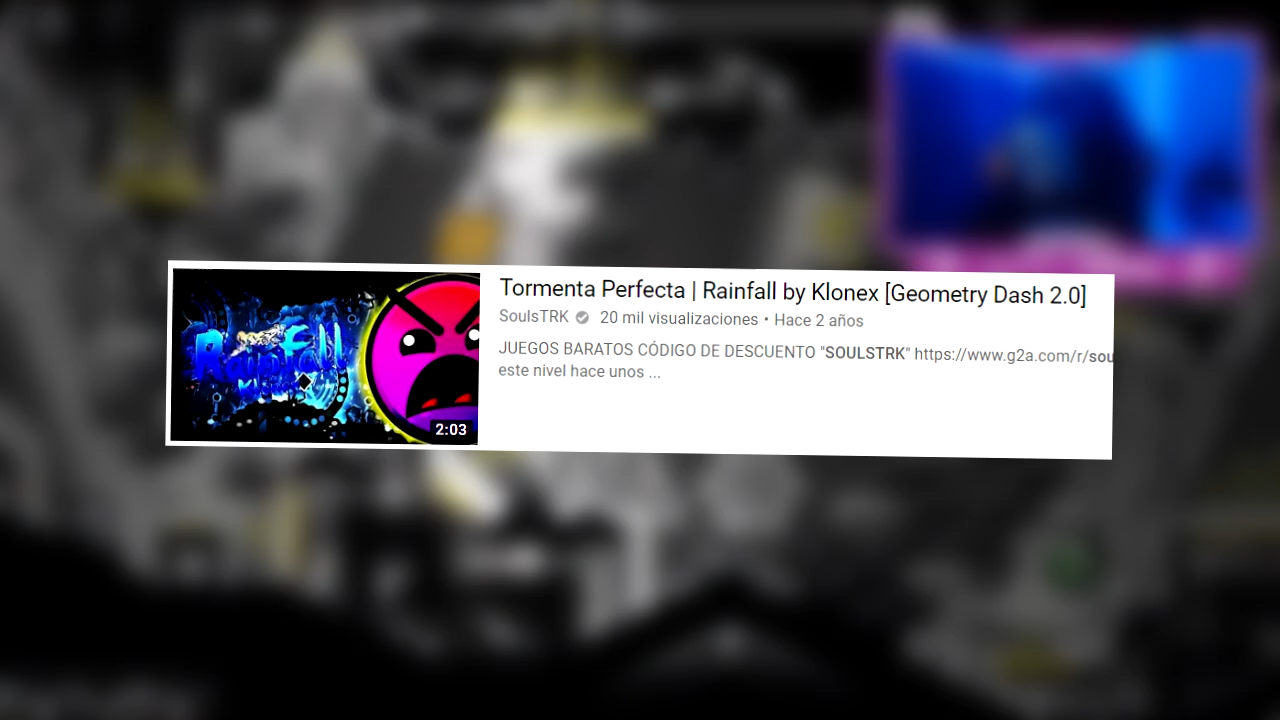 Tormenta Perfecta | Rainfall by Klonex [Geometry Dash 2.0]
SoulsTRK 20 mil visualizaciones • Hace 2 años
JUEGOS BARATOS CÓDIGO DE DESCUENTO "SOULSTRK" https://www.g2a.com/r/sou
este nivel hace unos ...
Rainfall
2:03